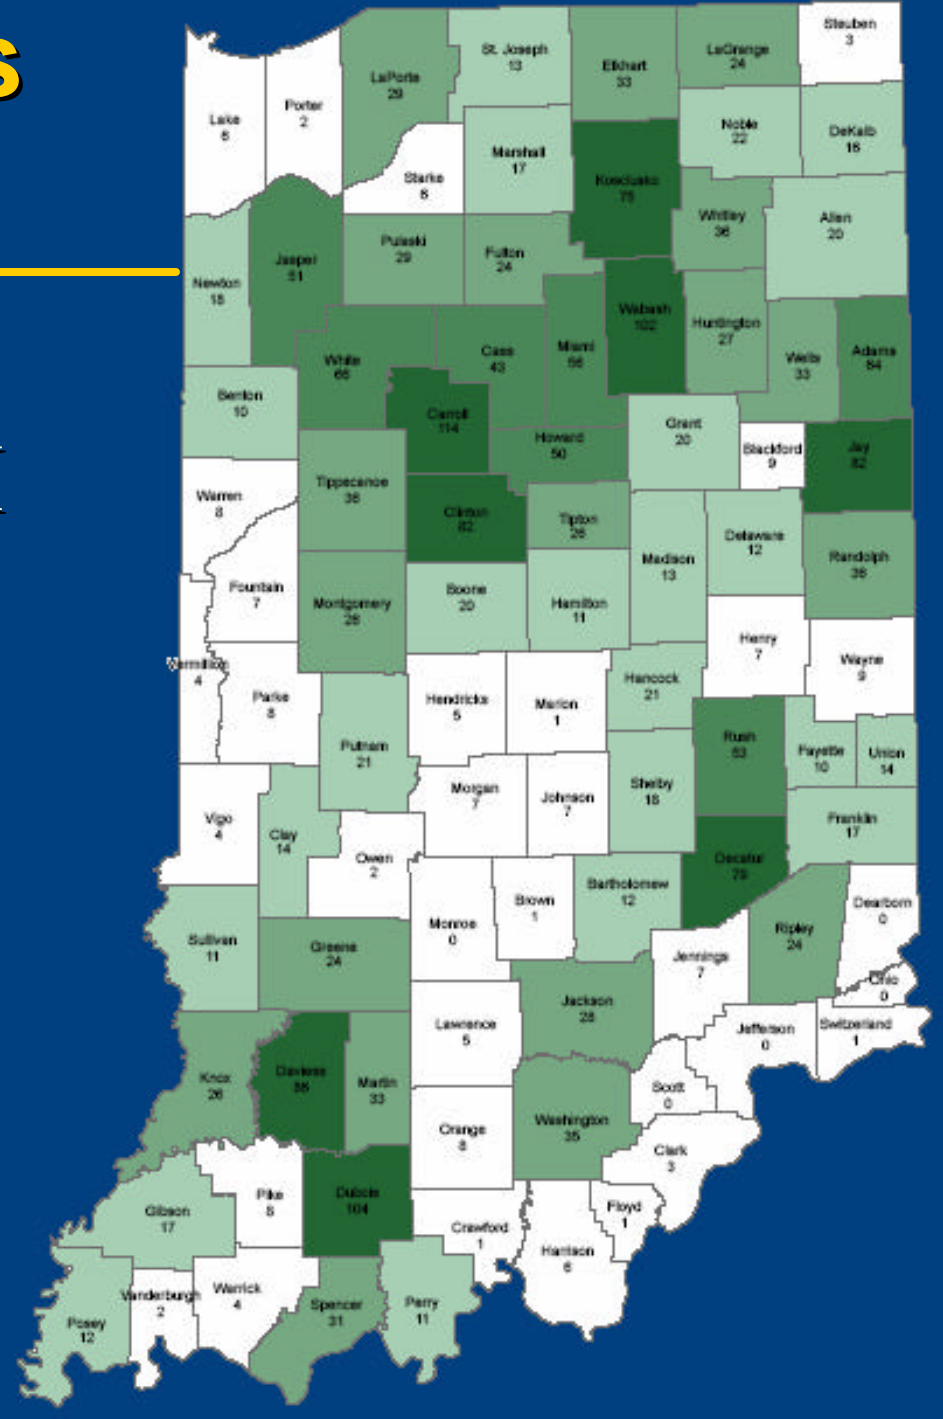 s
Steuben
3
St. Joseph
13
LaGrange
24
Elkhart
33
LaPorte
29
Lake
6
Porter
2
Noble
22
DeKalb
16
Marshall
17
Starke
6
Kosciusko
75
Whitley
36
Allen
20
Pulaski
29
Fulton
24
Jasper
51
Newton
18
Wabash
102
Huntington
27
White
66
Cass
43
Miami
56
Wells
33
Adams
64
Benton
10
Carroll
114
Grant
20
Howard
50
Blackford
9
Jay
82
Tippecanoe
36
Warren
8
Clinton
82
Tipton
26
Delaware
12
Madison
13
Randolph
36
Fountain
7
Montgomery
28
Boone
20
Hamilton
11
Henry
7
Wayne
9
Vermillion
4
Hancock
21
Parke
8
Hendricks
5
Marion
1
Rush
53
Fayette
10
Union
14
Putnam
21
Morgan
7
Johnson
7
Shelby
18
Vigo
4
Clay
14
Franklin
17
Owen
2
Decatur
Bartholomew
12
Brown
1
Dearborn
0
Monroe
0
Ripley
24
Sullivan
11
Greene
24
Jennings
7
Ohio
0
Jackson
28
Lawrence
5
Jefferson
0
Switzerland
1
Knox
26
Daviess
Martin
33
Scott
0
Washington
35
Orange
8
Clark
3
Pike
8
Dubois
104
Gibson
17
Floyd
1
Crawford
1
Harrison
6
Warrick
4
Vanderburgh
2
Spencer
31
Perry
11
Posey
12